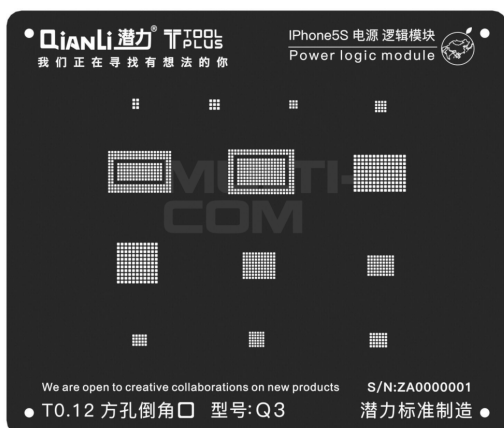 QIANLI 潜力® TOOL PLUS
我们正在寻找有想法的你
IPhone5S 电源 逻辑模块
Power logic module
MULTI-
COM
We are open to creative collaborations on new products
S/N:ZA0000001
T0.12 方孔倒角 型号:Q3
潜力标准制造